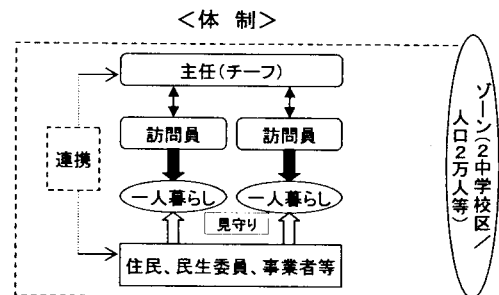 ＜体 制＞
主任(チーフ)
訪問員
訪問員
連携
一人暮らし
一人暮らし
見守り
住民、民生委員、事業者等
ゾーン(2中学校区/
人口2万人等)